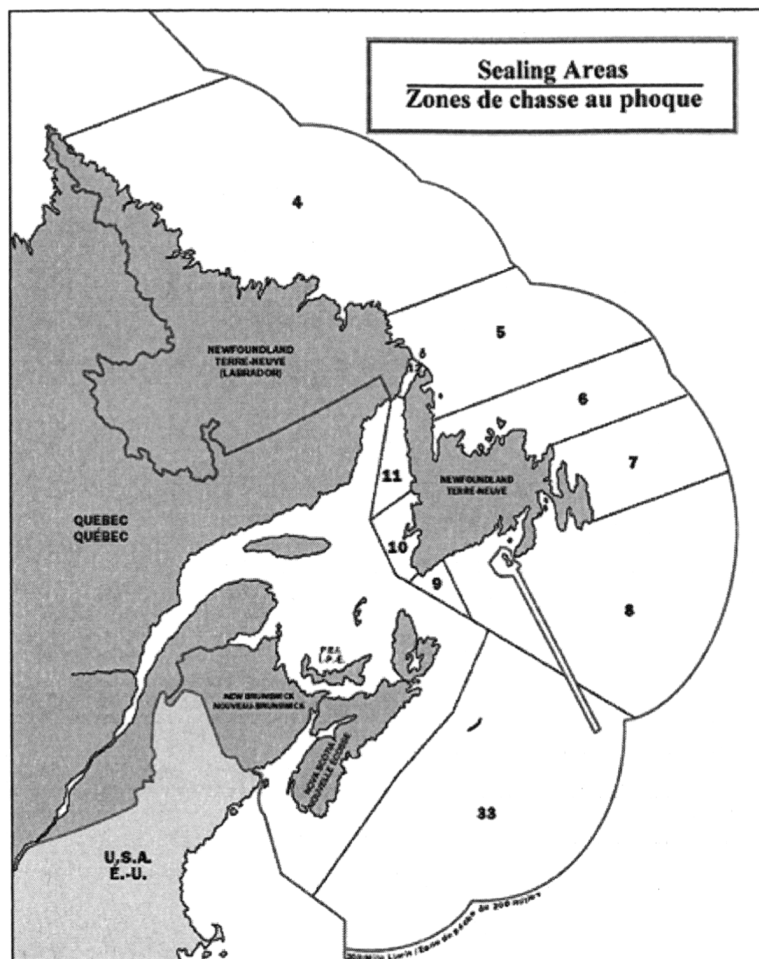 Sealing Areas
Zones de chasse au phoque
4
5
6
7
8
9
10
11
33
NEWFOUNDLAND
TERRE-NEUVE
(LABRADOR)
NEWFOUNDLAND
TERRE-NEUVE
QUEBEC
QUÉBEC
P.E.I.
I.P.É.
NEW BRUNSWICK
NOUVEAU-BRUNSWICK
NOVA SCOTIA
NOUVELLE ÉCOSSE
U.S.A.
É.-U.